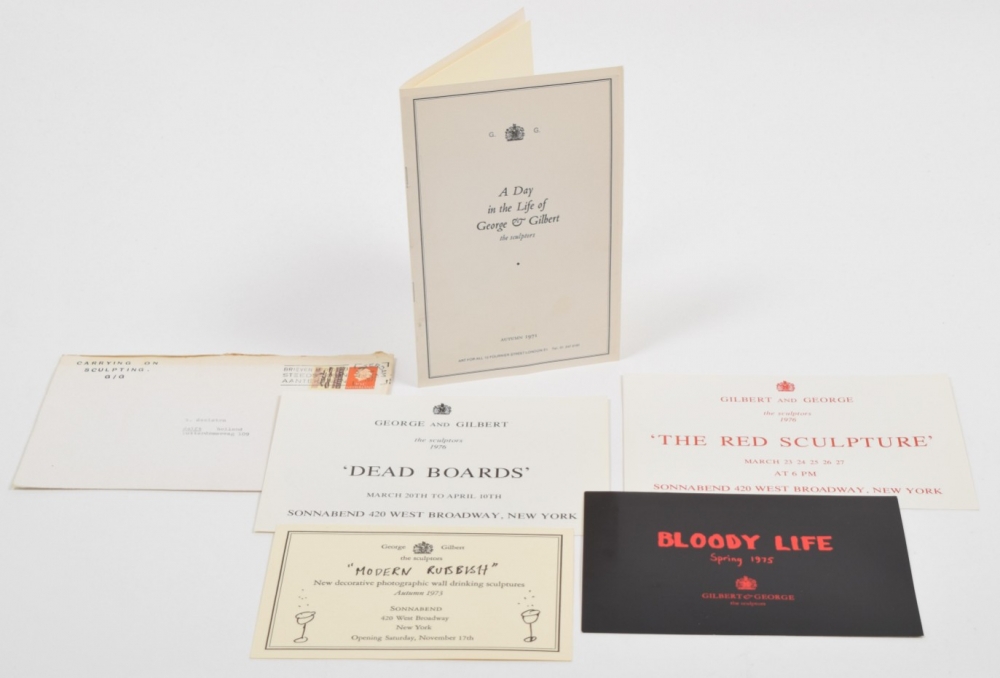 G. G.
A Day
in the Life of
George & Gilbert
the sculptors
AUTUMN 1971
CARRYING ON
SCULPTING.
G/G
GEORGE AND GILBERT
the sculptors
1976
'DEAD BOARDS'
MARCH 20TH TO APRIL 10TH
SONNABEND 420 WEST BROADWAY, NEW YORK
GILBERT AND GEORGE
the sculptors
1976
'THE RED SCULPTURE'
MARCH 23 24 25 26 27
AT 6 PM
SONNABEND 420 WEST BROADWAY, NEW YORK
George Gilbert
the sculptors
"MODERN RUBBISH"
New decorative photographic wall drinking sculptures
Autumn 1973
SONNABEND
420 West Broadway
New York
Opening Saturday, November 17th
BLOODY LIFE
Spring 1975
GILBERT & GEORGE
the sculptors